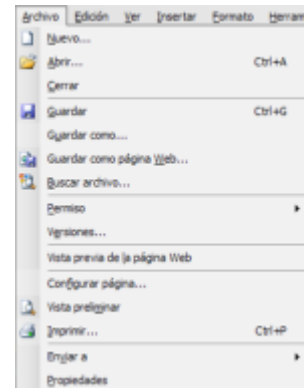 Archivo Edición Ver Insertar Formato Herram
Nuevo...
Abrir... Ctrl+A
Cerrar
Guardar Ctrl+G
Guardar como...
Guardar como página Web...
Buscar archivo...
Permiso
Versiones...
Vista previa de la página Web
Configurar página...
Vista preliminar
Imprimir... Ctrl+P
Enviar a
Propiedades